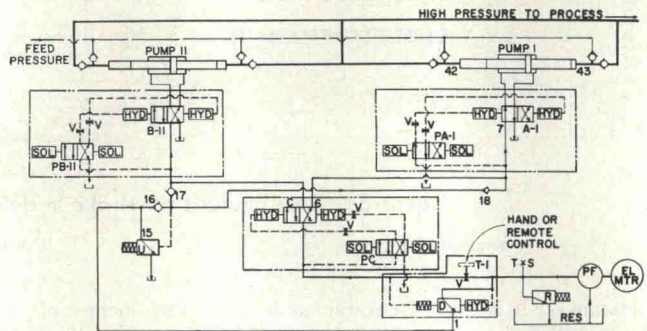 HIGH PRESSURE TO PROCESS
FEED PRESSURE
PUMP II
PUMP I
42
43
V
V
HYD
HYD
B-II
SOL
SOL
PB-II
V
V
HYD
HYD
7
A-I
PA-I
SOL
SOL
16
17
18
15
U
C
6
HYD
HYD
V
V
SOL
SOL
PC
HAND OR REMOTE CONTROL
T-I
V
D
HYD
1
T×S
R
RES
PF
EL MTR